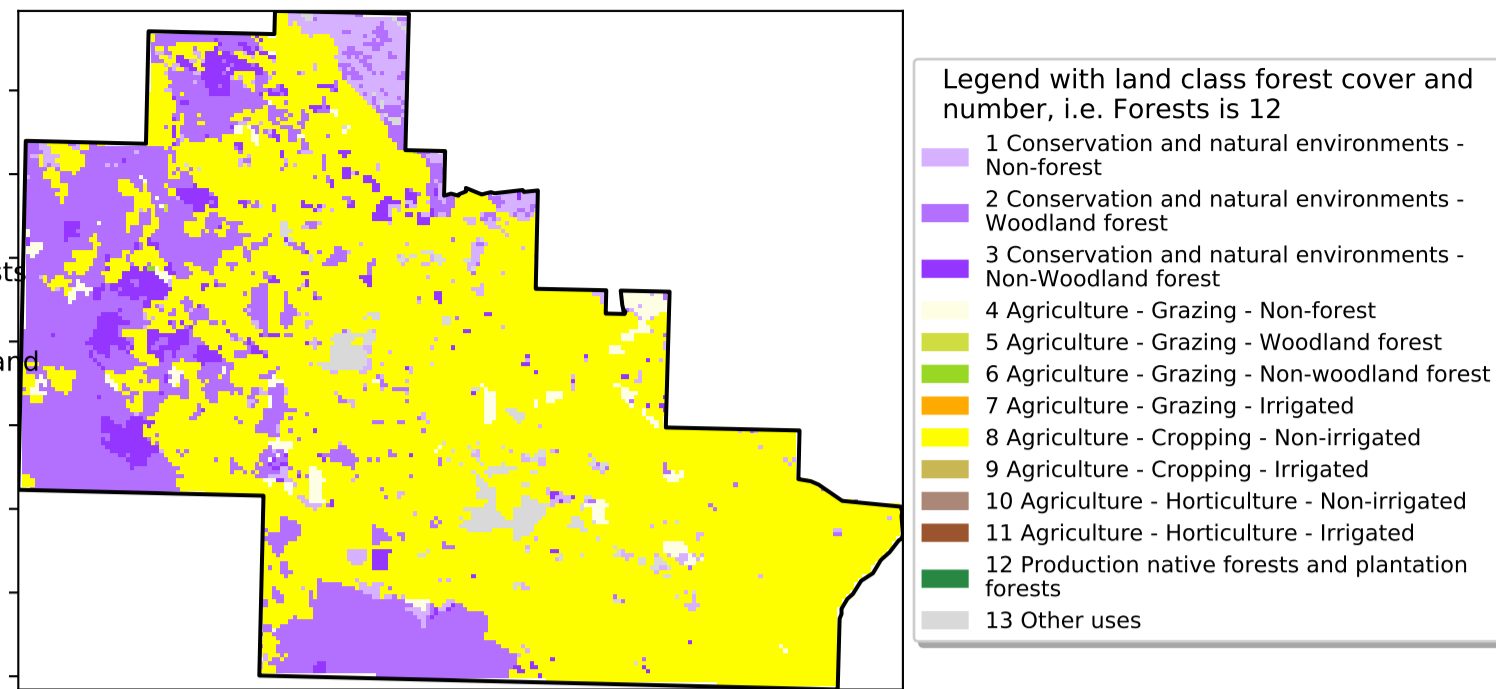 sts
and
Legend with land class forest cover and
number, i.e. Forests is 12
1 Conservation and natural environments -
Non-forest
2 Conservation and natural environments -
Woodland forest
3 Conservation and natural environments -
Non-Woodland forest
4 Agriculture - Grazing - Non-forest
5 Agriculture - Grazing - Woodland forest
6 Agriculture - Grazing - Non-woodland forest
7 Agriculture - Grazing - Irrigated
8 Agriculture - Cropping - Non-irrigated
9 Agriculture - Cropping - Irrigated
10 Agriculture - Horticulture - Non-irrigated
11 Agriculture - Horticulture - Irrigated
12 Production native forests and plantation
forests
13 Other uses